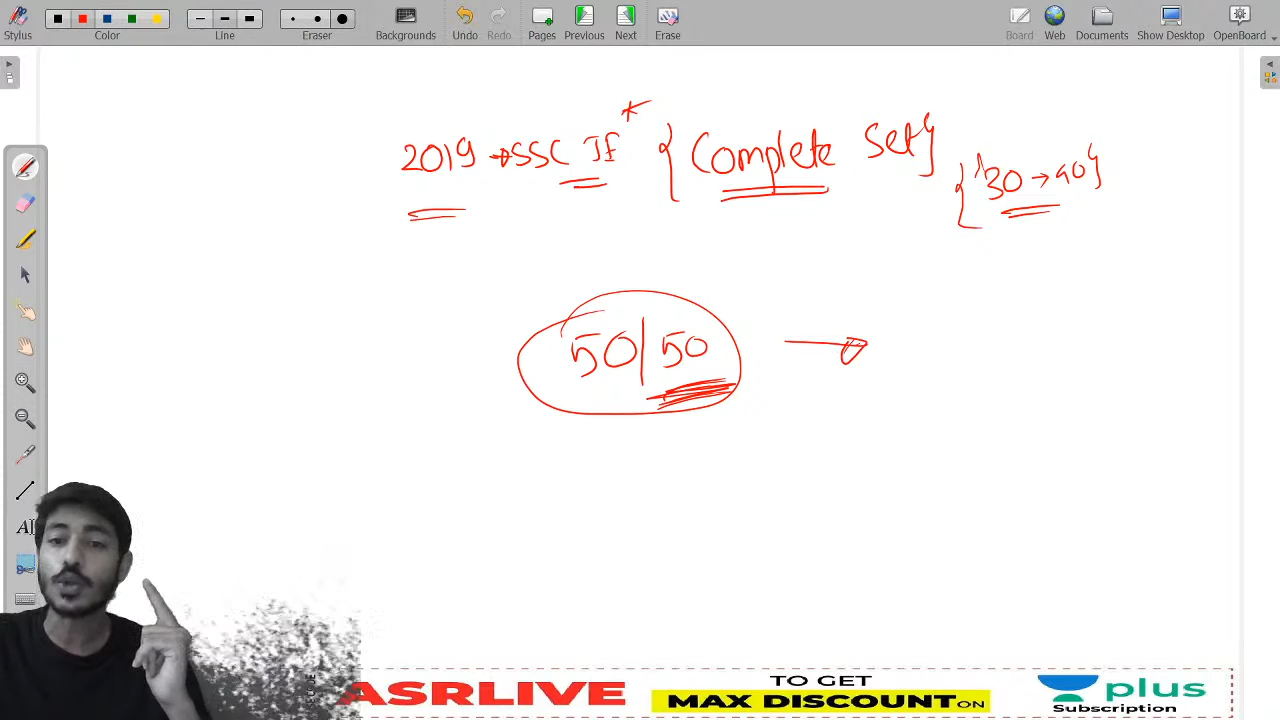 Stylus Color Line Eraser Backgrounds Undo Redo Pages Previous Next Erase Board Web Documents Show Desktop OpenBoard
2019 → SSC { Complete Set}
{ 30 → 40}
50|50 →
AI
ASRLIVE
TO GET
MAX DISCOUNT ON
plus
Subscription